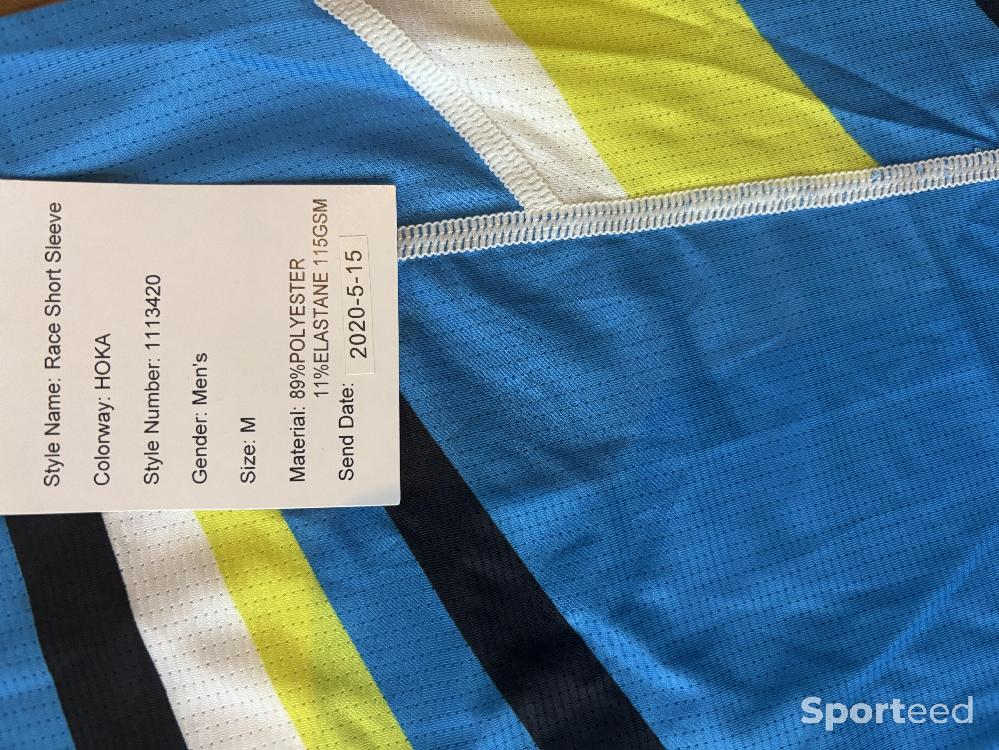 Style Name: Race Short Sleeve
Colorway: HOKA
Style Number: 1113420
Gender: Men's
Size: M
Material: 89%POLYESTER
11%ELASTANE 115GSM
Send Date: 2020-5-15
Sporteed